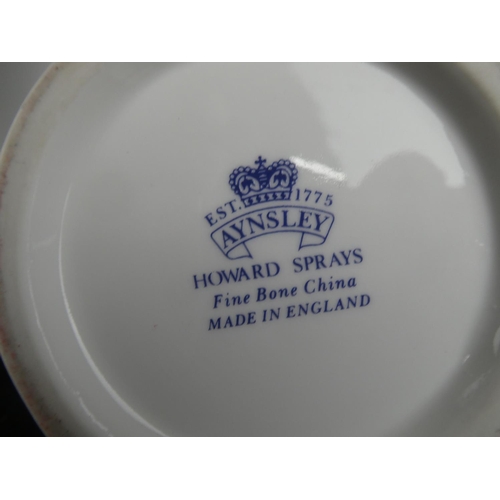 EST. 1775
AYNSLEY
HOWARD SPRAYS
Fine Bone China
MADE IN ENGLAND